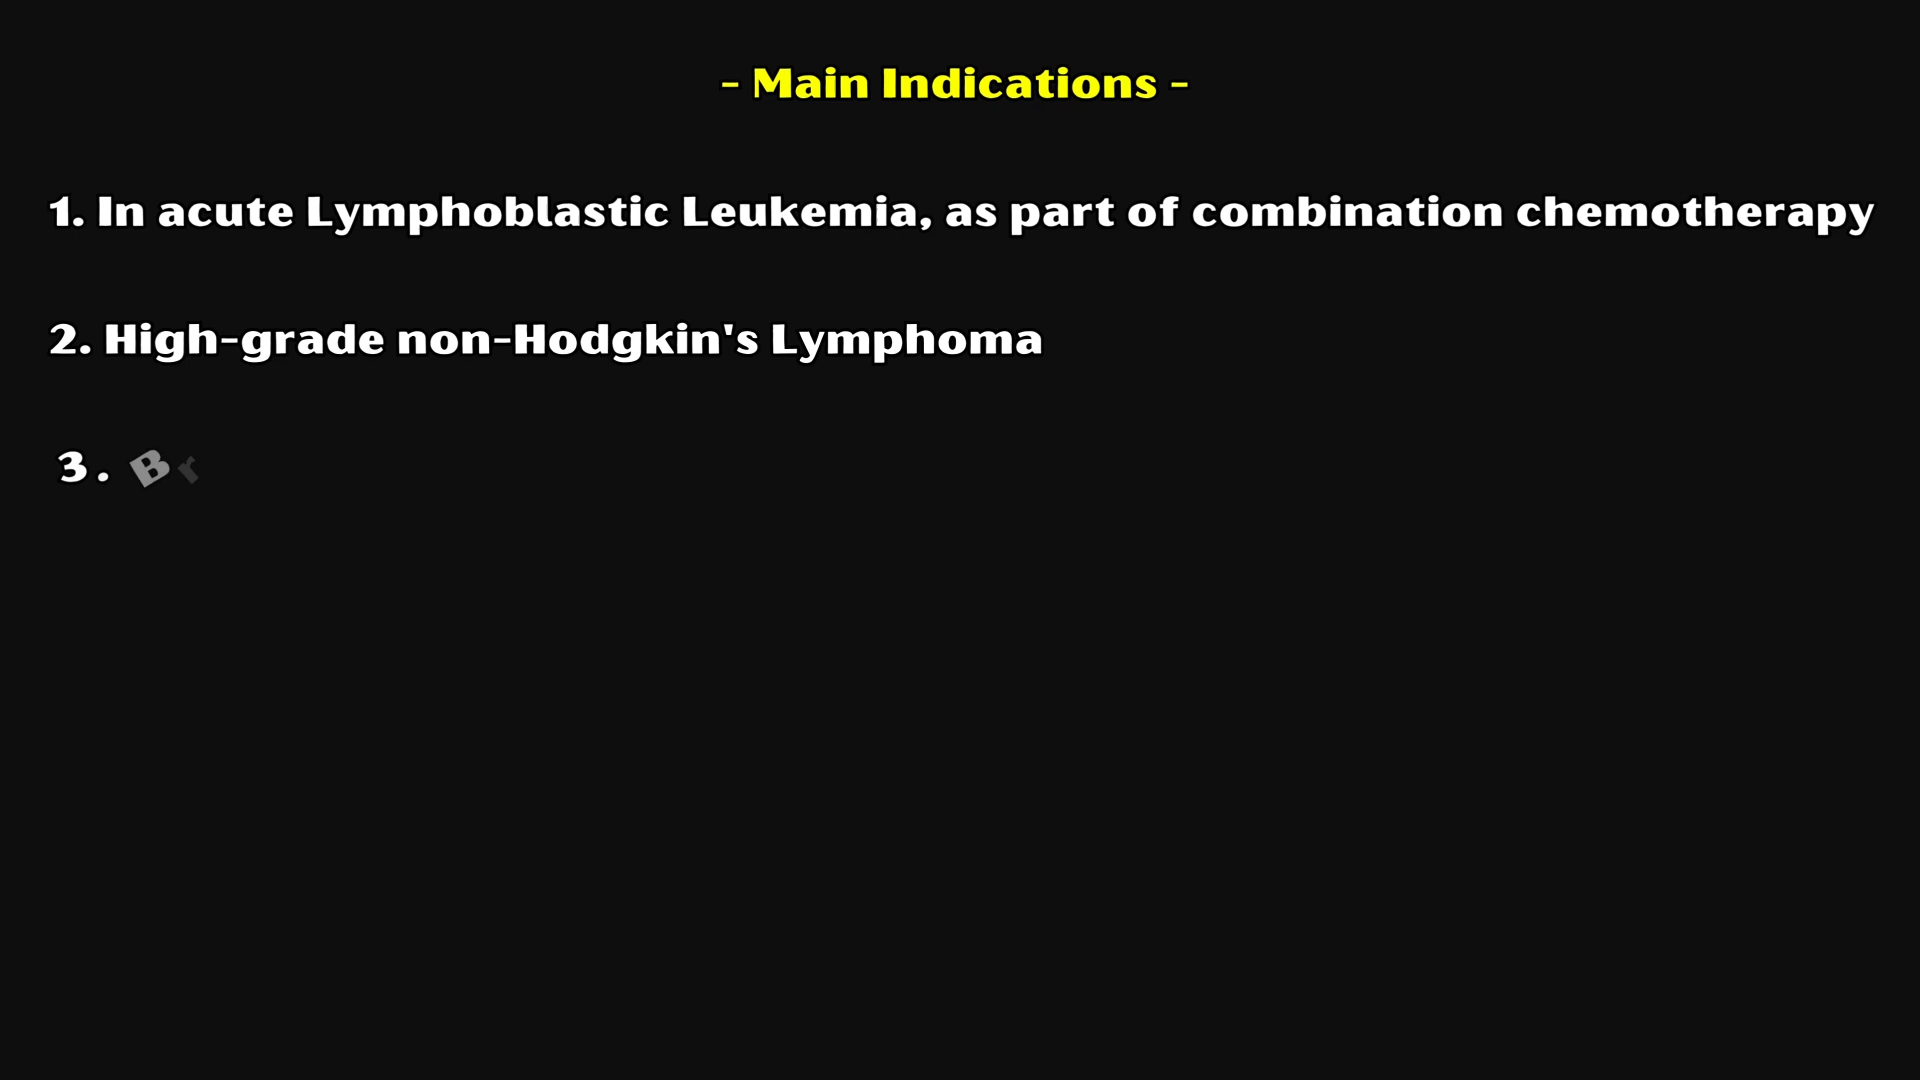 - Main Indications -
1. In acute Lymphoblastic Leukemia, as part of combination chemotherapy
2. High-grade non-Hodgkin's Lymphoma
3. Br